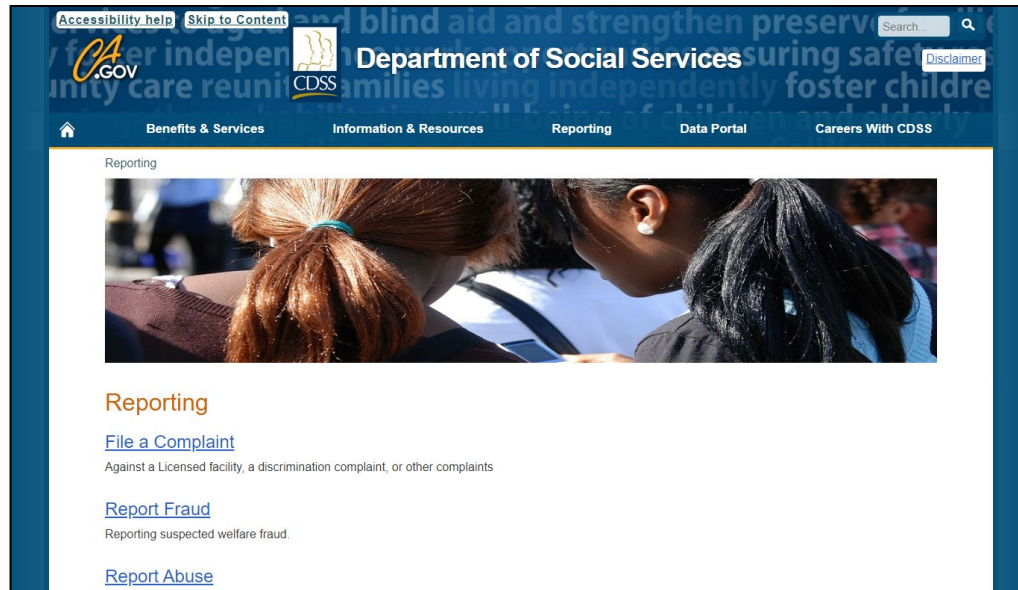 Accessibility help Skip to Content
Search...
CA
.GOV
CDSS
Department of Social Services
Disclaimer
Benefits & Services Information & Resources Reporting Data Portal Careers With CDSS
Reporting
Reporting
File a Complaint
Against a Licensed facility, a discrimination complaint, or other complaints
Report Fraud
Reporting suspected welfare fraud.
Report Abuse